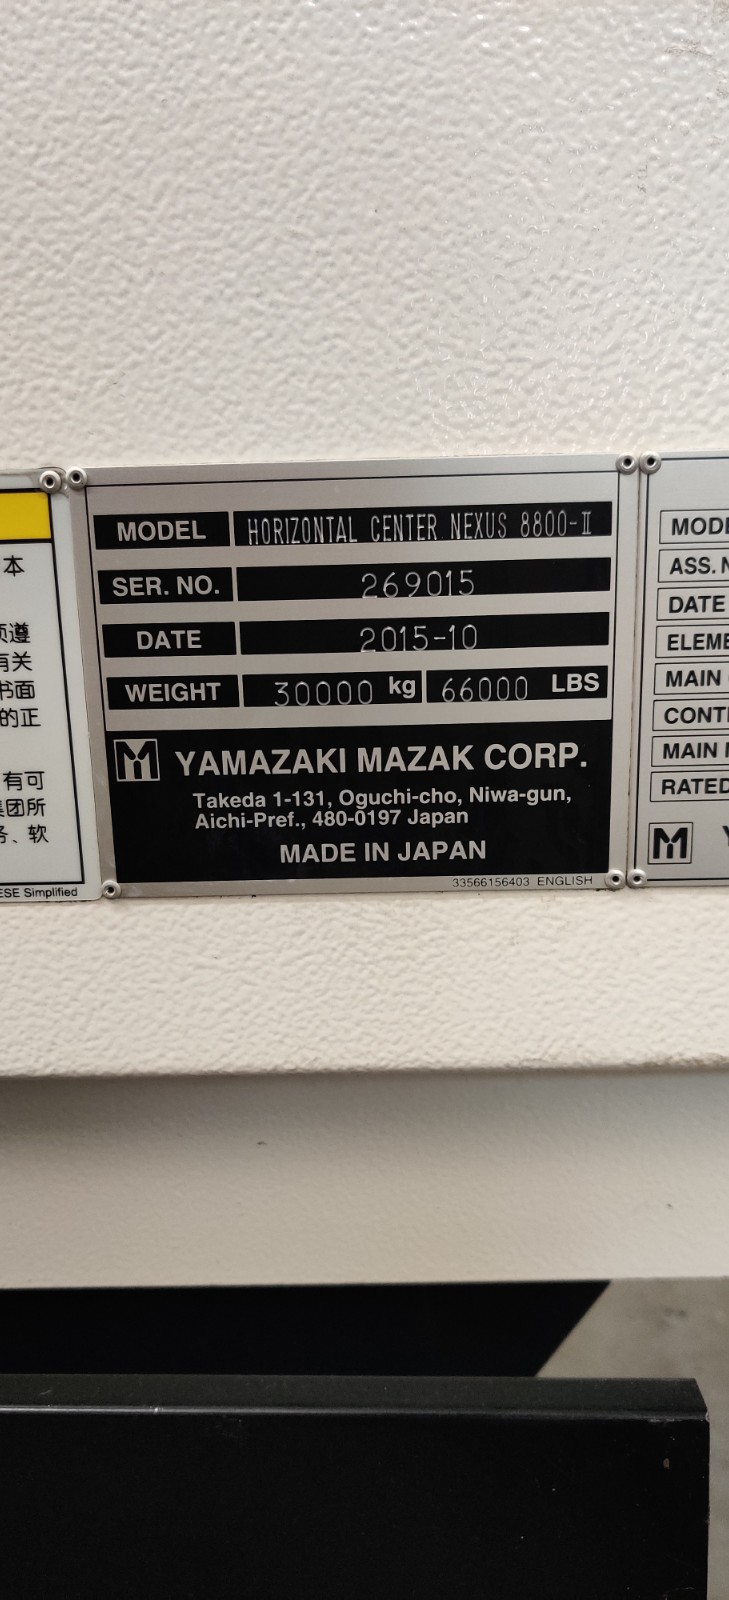 本
须遵
有关
书面
的正
有可
集团所
务、软
ESE Simplified
MODEL HORIZONTAL CENTER NEXUS 8800-II
SER. NO. 269015
DATE 2015-10
WEIGHT 30000 kg 66000 LBS
YAMAZAKI MAZAK CORP.
Takeda 1-131, Oguchi-cho, Niwa-gun,
Aichi-Pref., 480-0197 Japan
MADE IN JAPAN
33566156403 ENGLISH
MODE
ASS. N
DATE
ELEME
MAIN
CONT
MAIN
RATED